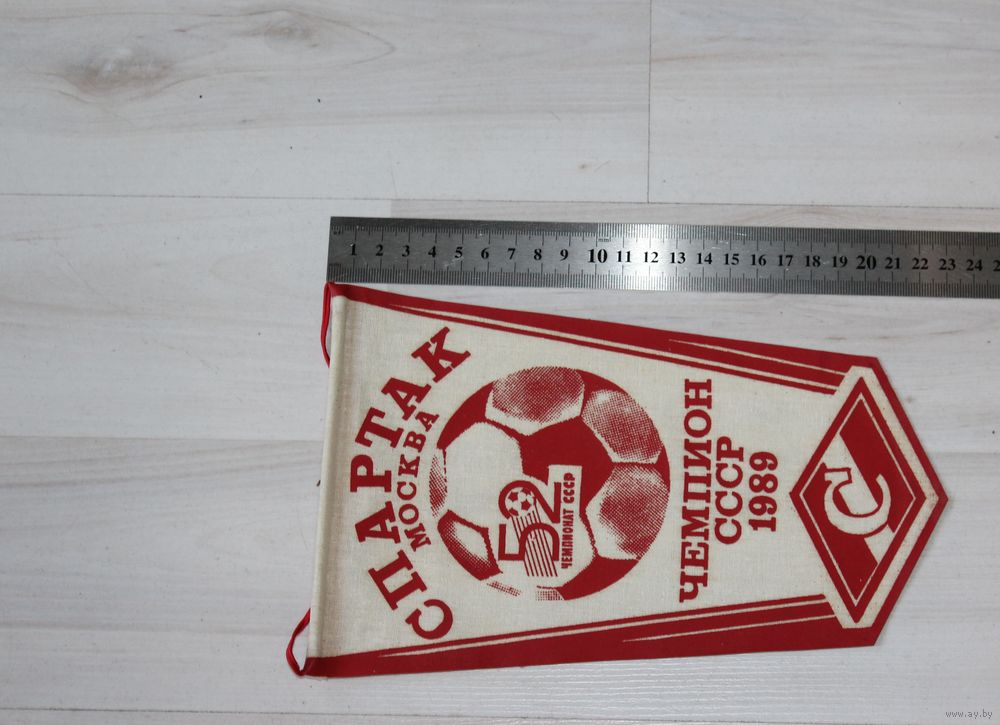 СПАРТАК
МОСКВА
52
ЧЕМПИОНАТ СССР
ЧЕМПИОН
СССР
1989
С
mm
1 2 3 4 5 6 7 8 9 10 11 12 13 14 15 16 17 18 19 20 21 22 23 24
www.ay.by